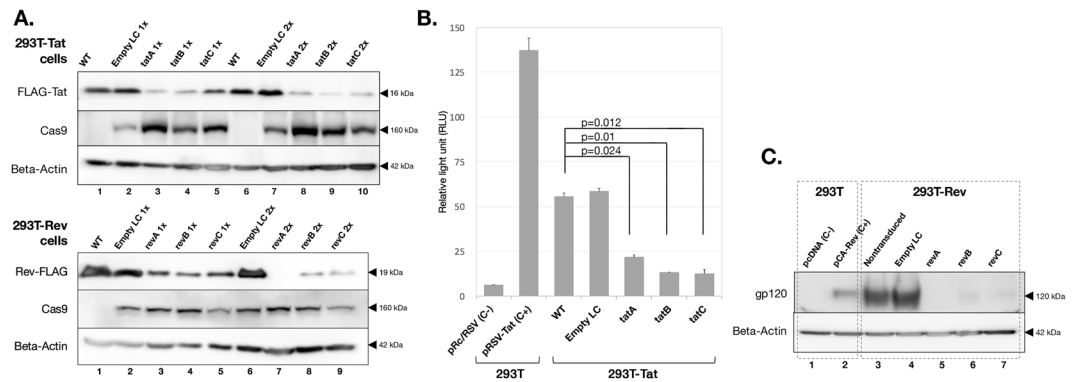 A.
293T-Tat
cells
WT
Empty LC 1x
tatA 1x
tatB 1x
tatC 1x
WT
Empty LC 2x
tatA 2x
tatB 2x
tatC 2x
FLAG-Tat
16 kDa
Cas9
160 kDa
Beta-Actin
42 kDa
1 2 3 4 5 6 7 8 9 10
293T-Rev
cells
WT
Empty LC 1x
revA 1x
revB 1x
revC 1x
Empty LC 2x
revA 2x
revB 2x
revC 2x
Rev-FLAG
19 kDa
Cas9
160 kDa
Beta-Actin
42 kDa
1 2 3 4 5 6 7 8 9
B.
Relative light unit (RLU)
150
125
100
75
50
25
0
p=0.012
p=0.01
p=0.024
pRc/RSV (C-)
pRSV-Tat (C+)
WT
Empty LC
tatA
tatB
tatC
293T
293T-Tat
C.
293T
293T-Rev
pcDNA (C-)
pCA-Rev (C+)
Nontransduced
Empty LC
revA
revB
revC
gp120
120 kDa
Beta-Actin
42 kDa
1 2 3 4 5 6 7